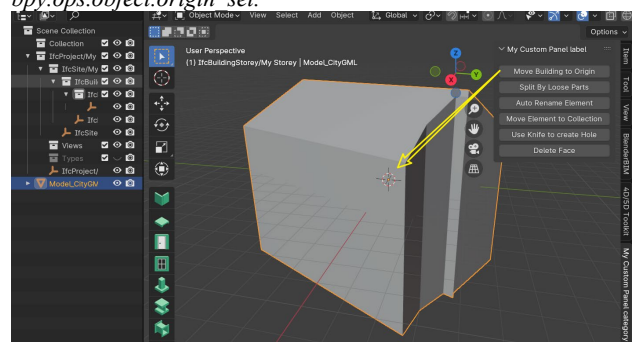 bpy.ops.object.origin_set.
Object Mode
View
Select
Add
Object
Global
Options
Scene Collection
Collection
IfcProject/My
IfcSite/My
IfcBuil
Ifc
Ifc
IfcSite
Views
Types
IfcProject/
Model_CityGM
User Perspective
(1) IfcBuildingStorey/My Storey | Model_CityGML
My Custom Panel label
Move Building to Origin
Split By Loose Parts
Auto Rename Element
Move Element to Collection
Use Knife to create Hole
Delete Face
Z
Y
X
Item
Tool
View
BlenderBIM
4D/5D Toolkit
My Custom Panel category